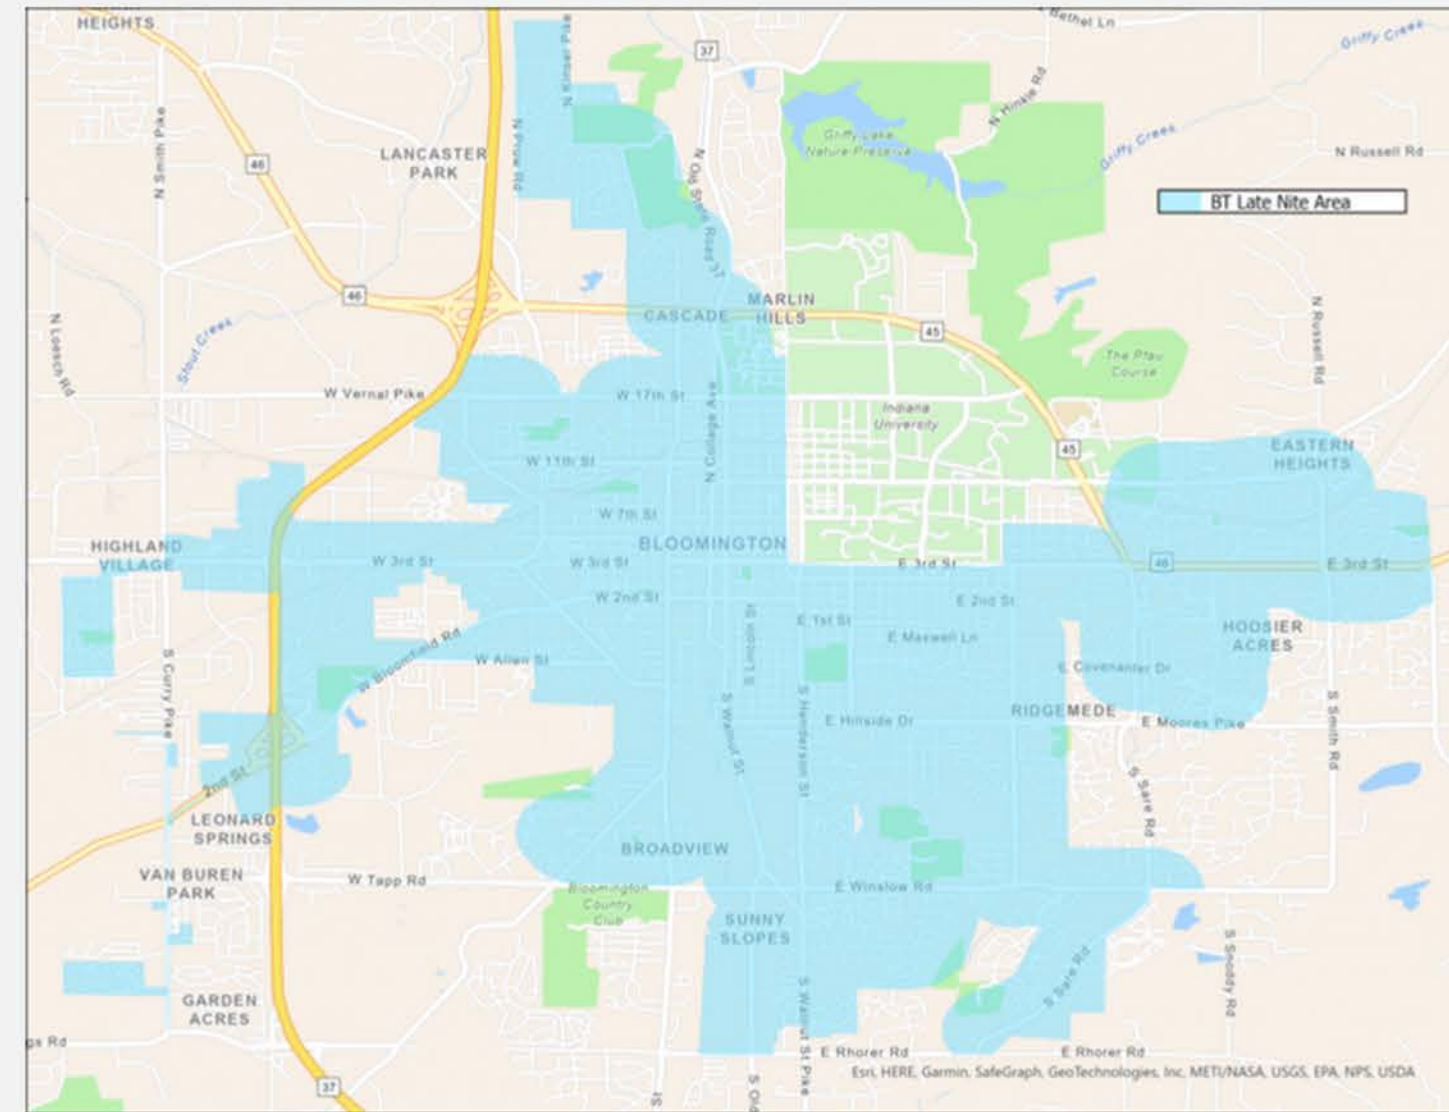 HEIGHTS
N Kinser Pike
37
E Bethel Ln
Griffy Creek
N Smith Pike
46
LANCASTER
PARK
N Prow Rd
N Old State Road 37
Griffy Lake
Nature Preserve
N Hinkle Rd
Griffy Creek
N Russell Rd
BT Late Nite Area
46
Stout Creek
N Loesch Rd
CASCADE
MARLIN
HILLS
45
N Russell Rd
The Pfau
Course
W Vernal Pike
W 17th St
N College Ave
Indiana
University
45
EASTERN
HEIGHTS
W 11th St
W 7th St
HIGHLAND
VILLAGE
W 3rd St
W 3rd St
BLOOMINGTON
E 3rd St
46
E 3rd St
W 2nd St
S Lincoln St
E 1st St
E 2nd St
E Maxwell Ln
HOOSIER
ACRES
S Curry Pike
W Bloomfield Rd
W Allen St
E Covenanter Dr
S Walnut St
S Henderson St
E Hillside Dr
RIDGEMEDE
E Moores Pike
S Smith Rd
2nd St
S Sare Rd
LEONARD
SPRINGS
BROADVIEW
VAN BUREN
PARK
W Tapp Rd
Bloomington
Country
Club
E Winslow Rd
SUNNY
SLOPES
S Sare Rd
S Snoddy Rd
GARDEN
ACRES
S Walnut St Pike
gs Rd
E Rhorer Rd
E Rhorer Rd
37
St
S Old
Esri, HERE, Garmin, SafeGraph, GeoTechnologies, Inc, METI/NASA, USGS, EPA, NPS, USDA